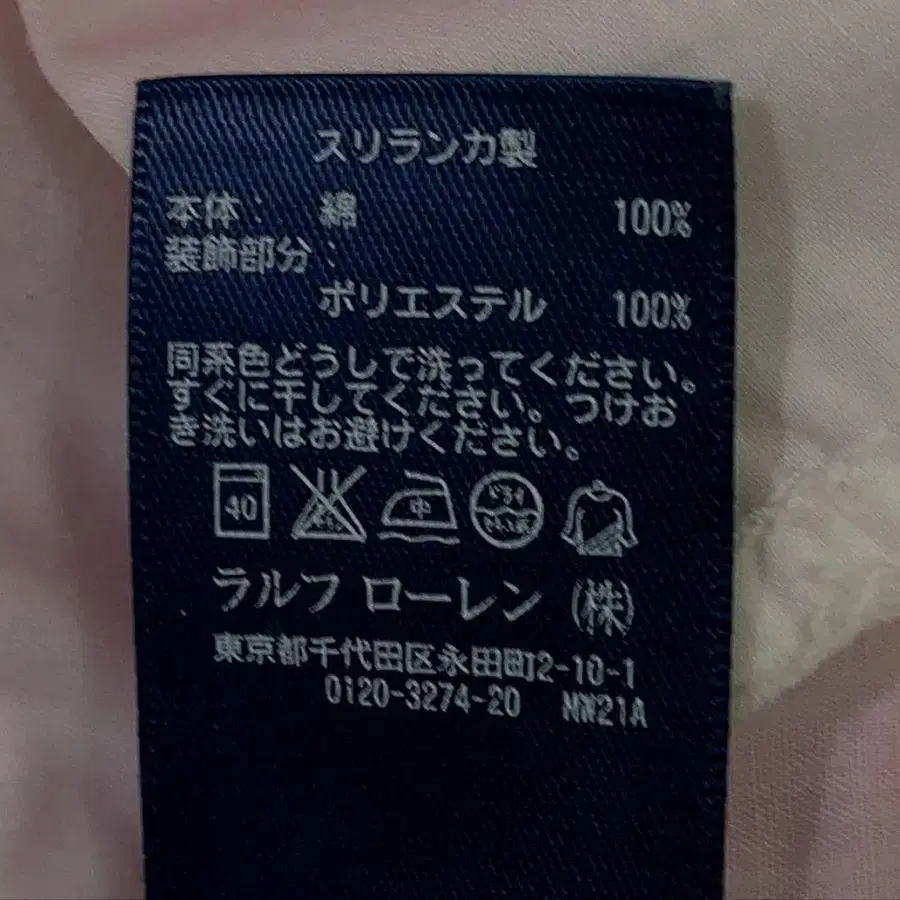 スリランカ製
本体: 綿 100%
装飾部分:
ポリエステル 100%
同系色どうしで洗ってください。
すぐに干してください。つけお
き洗いはお避けください。
40 中 ドライ
ラルフ ローレン (株)
東京都千代田区永田町2-10-1
0120-3274-20 NW21A